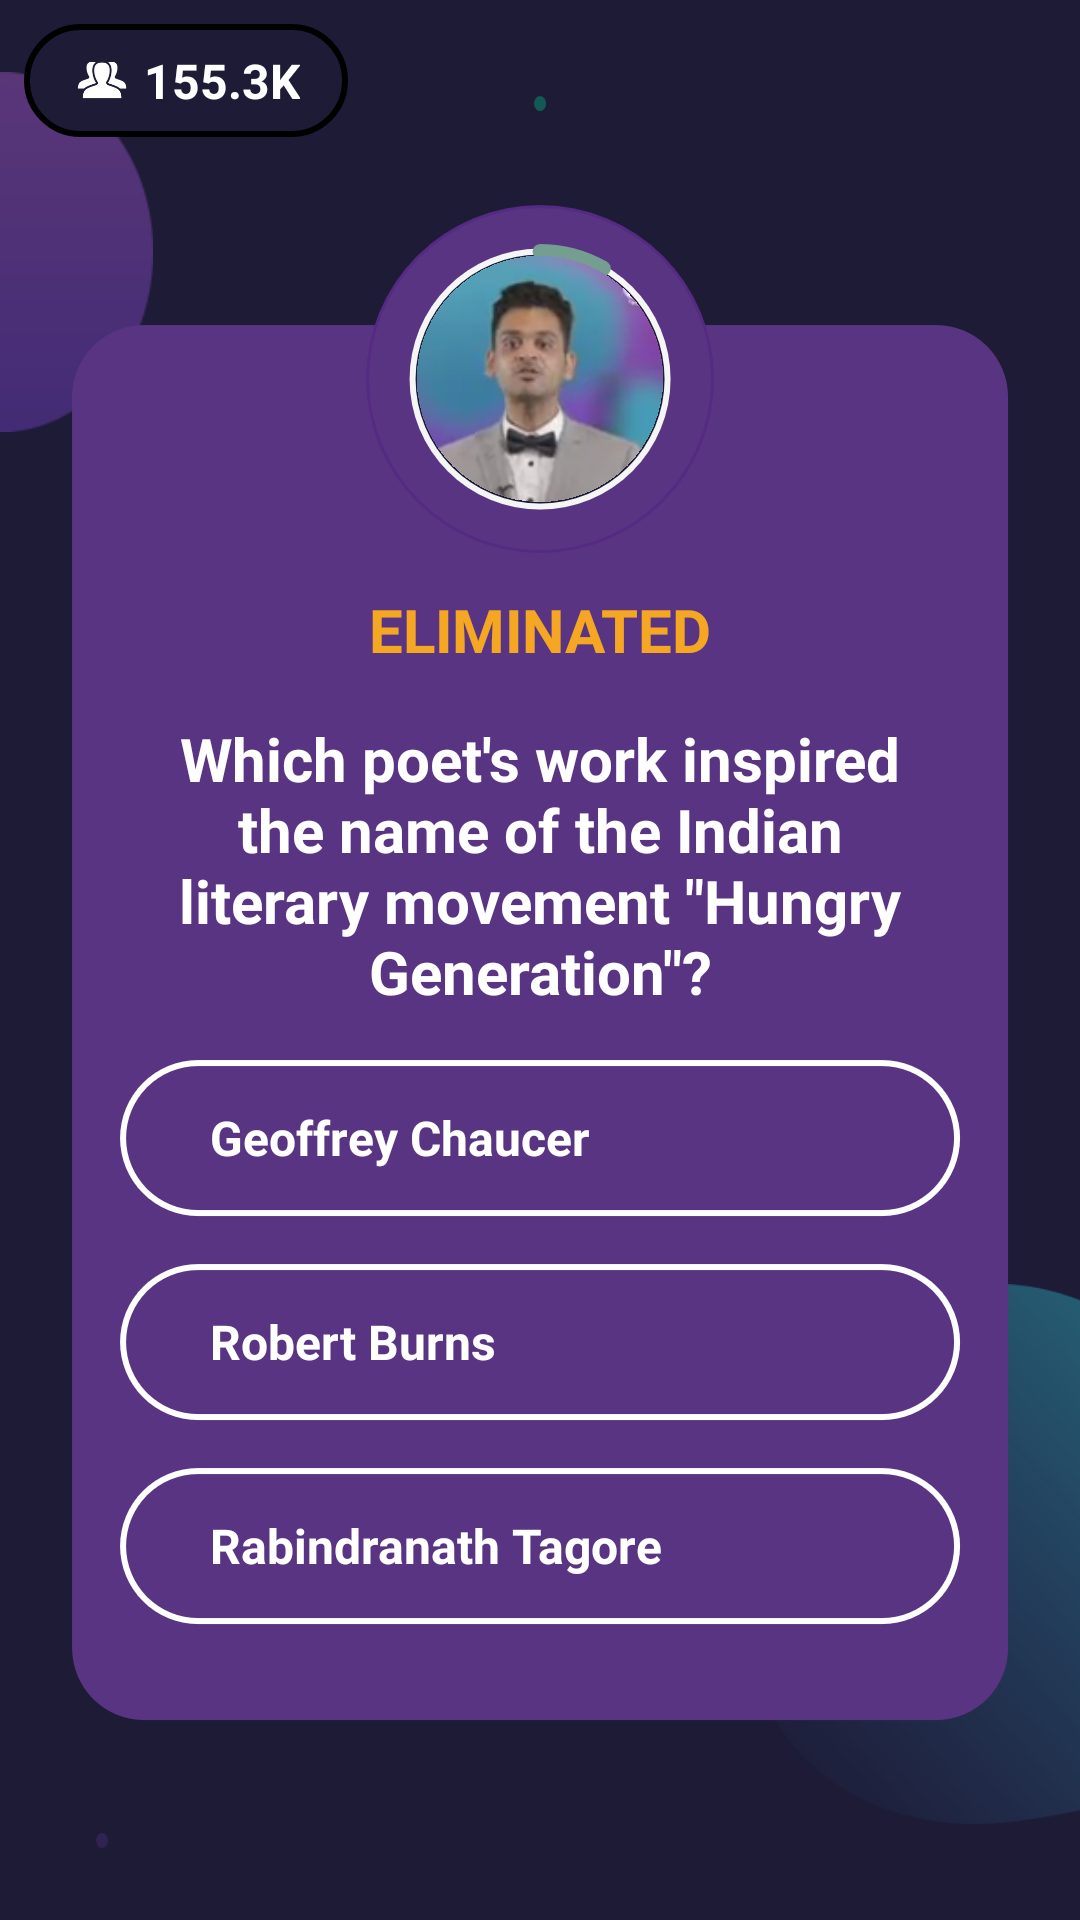 155.3K
ELIMINATED
Which poet's work inspired
the name of the Indian
literary movement "Hungry
Generation"?
Geoffrey Chaucer
Robert Burns
Rabindranath Tagore